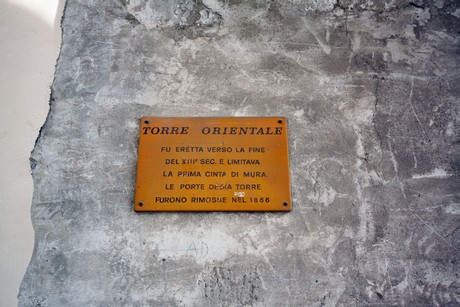 TORRE ORIENTALE
FU ERETTA VERSO LA FINE
DEL XIII° SEC. E LIMITAVA
LA PRIMA CINTA DI MURA.
LE PORTE DELLA TORRE
FURONO RIMOSSE NEL 1866